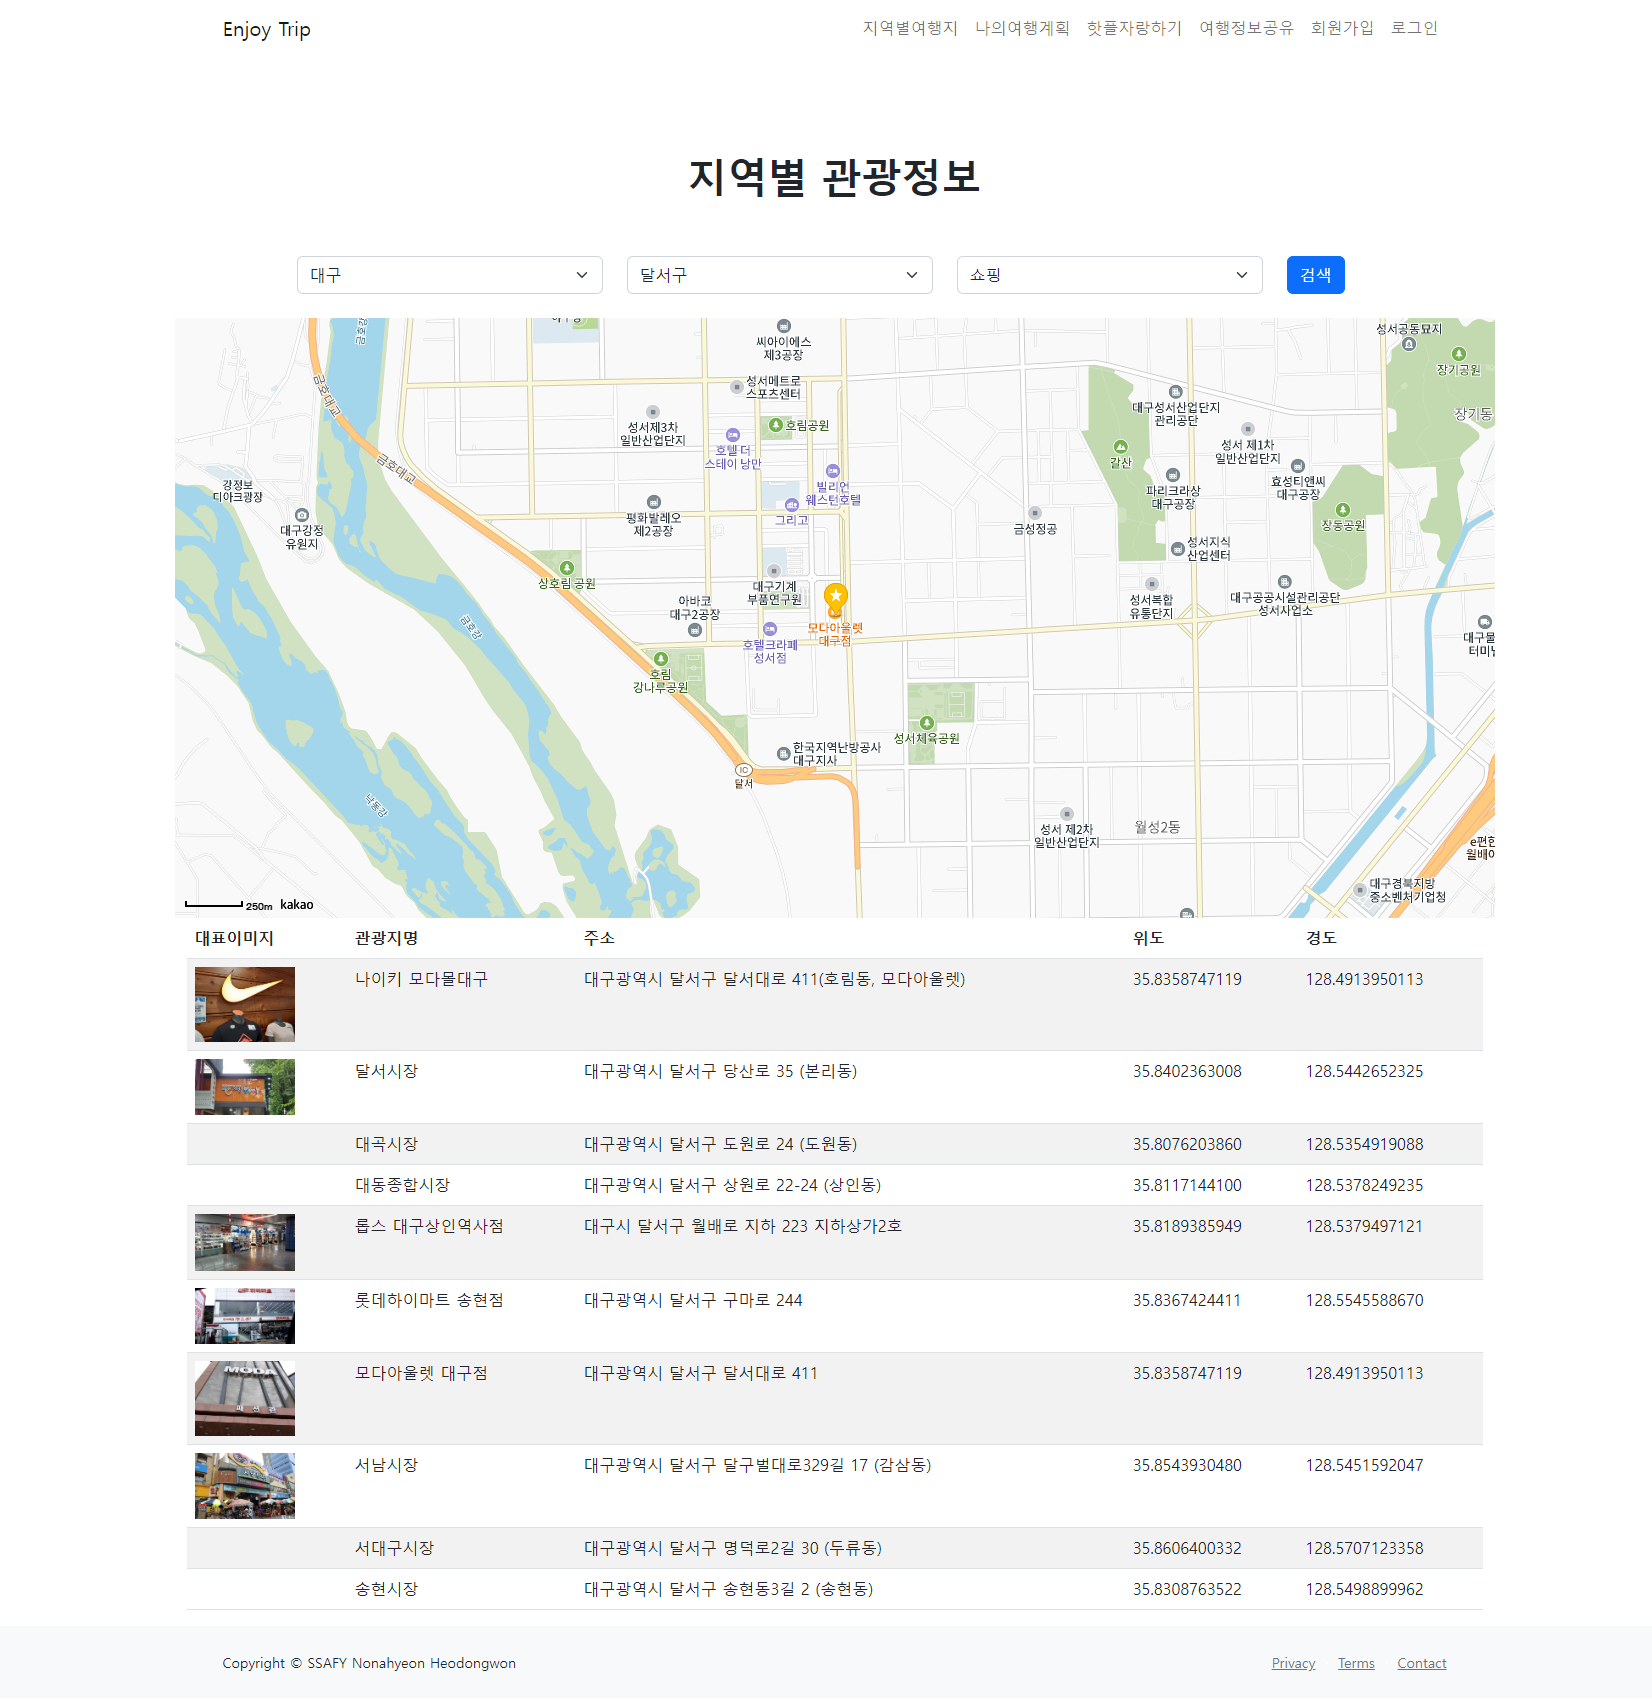 Enjoy Trip
지역별여행지 나의여행계획 핫플자랑하기 여행정보공유 회원가입 로그인
지역별 관광정보
대구 달서구 쇼핑 검색
금호강
씨아이에스
제3공장
성서공동묘지
장기공원
금호대교
성서메트로
스포츠센터
대구성서산업단지
관리공단
장기동
성서제3차
일반산업단지
호림공원
호텔 더
스테이 낭만
성서 제1차
일반산업단지
갈산
금호대교
강정보
디아크광장
빌리언
웨스턴호텔
파리크라상
대구공장
효성티앤씨
대구공장
대구강정
유원지
평화발레오
제2공장
그리고
금성정공
장동공원
성서지식
산업센터
상호림 공원
대구기계
부품연구원
아바코
대구2공장
성서복합
유통단지
대구공공시설관리공단
성서사업소
금호강
모다아울렛
대구점
호텔크라페
성서점
대구물
터미널
호림
강나루공원
성서체육공원
한국지역난방공사
대구지사
IC
달서
낙동강
성서 제2차
일반산업단지
월성2동
e편한
월배이
대구경북지방
중소벤처기업청
250m kakao
대표이미지 관광지명 주소 위도 경도
나이키 모다몰대구 대구광역시 달서구 달서대로 411(호림동, 모다아울렛) 35.8358747119 128.4913950113
달서시장 대구광역시 달서구 당산로 35 (본리동) 35.8402363008 128.5442652325
대곡시장 대구광역시 달서구 도원로 24 (도원동) 35.8076203860 128.5354919088
대동종합시장 대구광역시 달서구 상원로 22-24 (상인동) 35.8117144100 128.5378249235
롭스 대구상인역사점 대구시 달서구 월배로 지하 223 지하상가2호 35.8189385949 128.5379497121
롯데하이마트 송현점 대구광역시 달서구 구마로 244 35.8367424411 128.5545588670
MODA
모다아울렛 대구점 대구광역시 달서구 달서대로 411 35.8358747119 128.4913950113
서남시장 대구광역시 달서구 달구벌대로329길 17 (감삼동) 35.8543930480 128.5451592047
서대구시장 대구광역시 달서구 명덕로2길 30 (두류동) 35.8606400332 128.5707123358
송현시장 대구광역시 달서구 송현동3길 2 (송현동) 35.8308763522 128.5498899962
Copyright © SSAFY Nonahyeon Heodongwon
Privacy Terms Contact